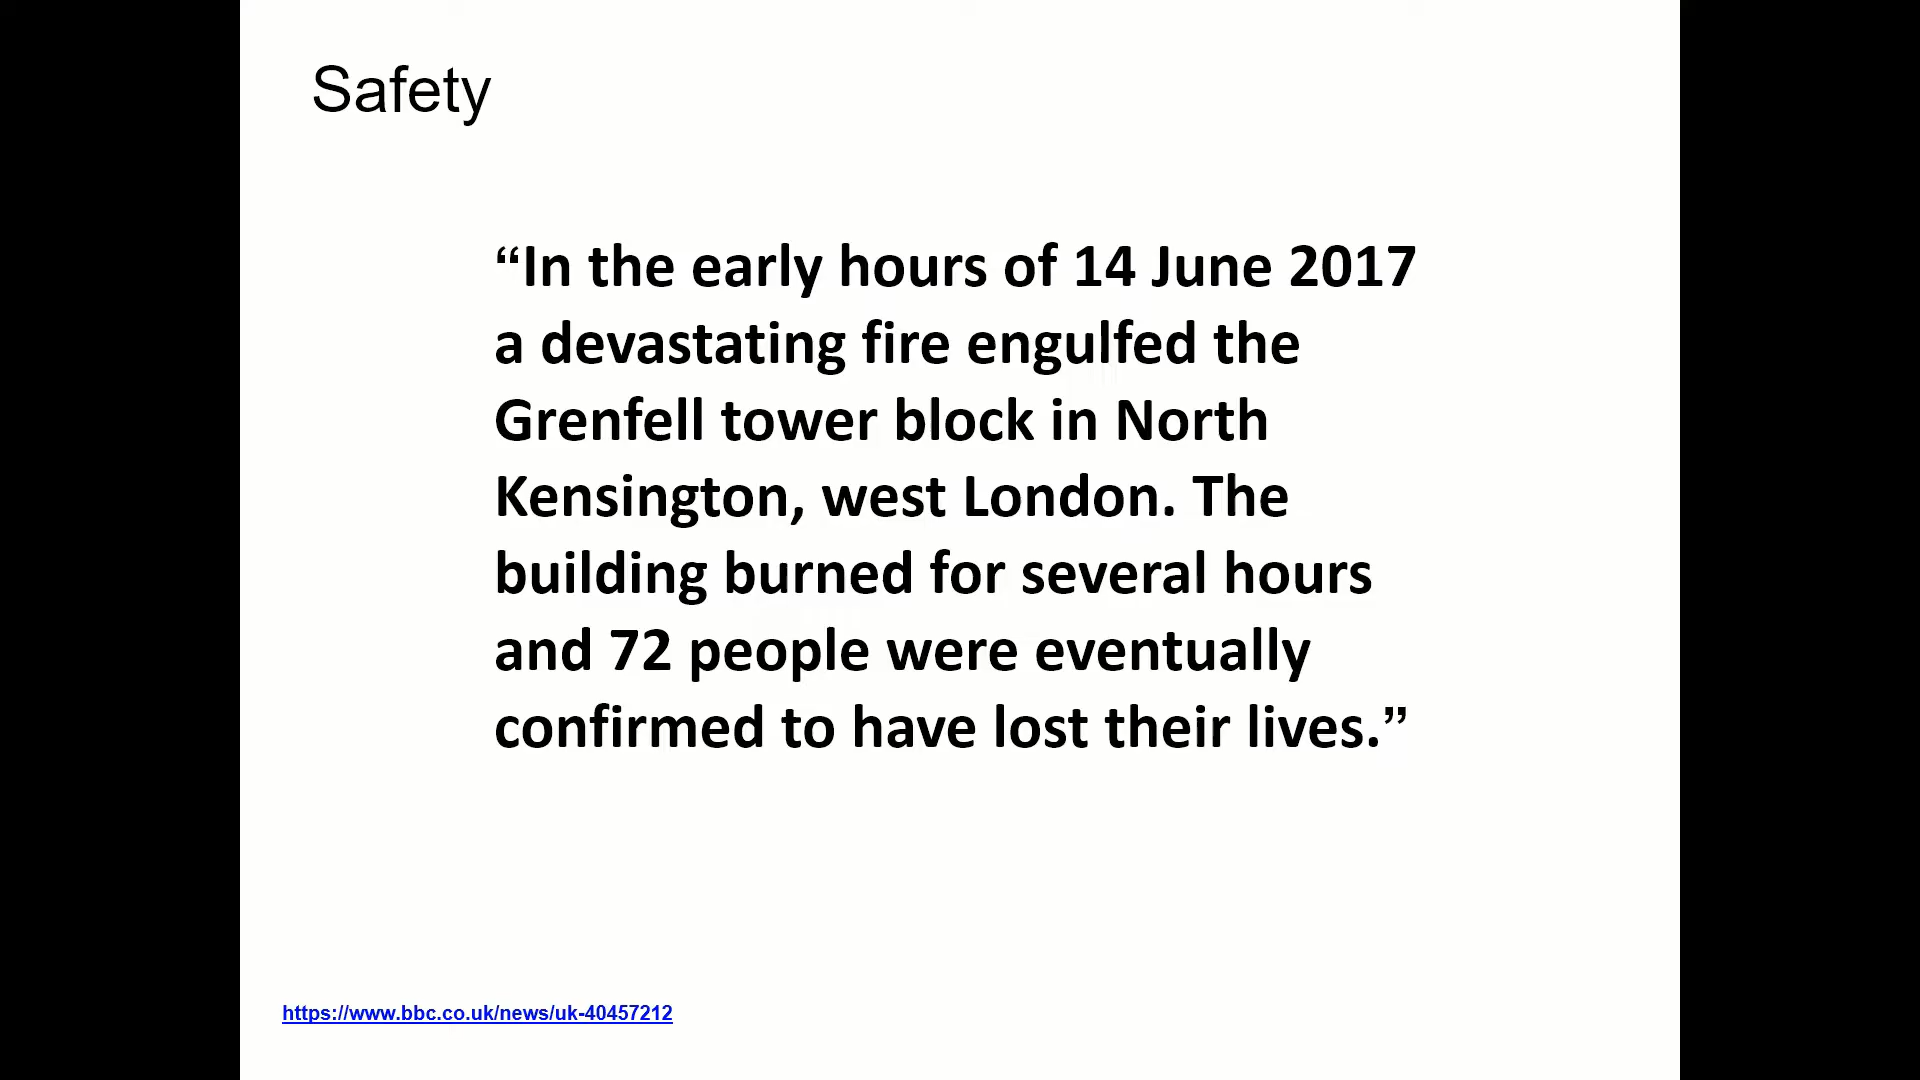 Safety
“In the early hours of 14 June 2017
a devastating fire engulfed the
Grenfell tower block in North
Kensington, west London. The
building burned for several hours
and 72 people were eventually
confirmed to have lost their lives.”
https://www.bbc.co.uk/news/uk-40457212